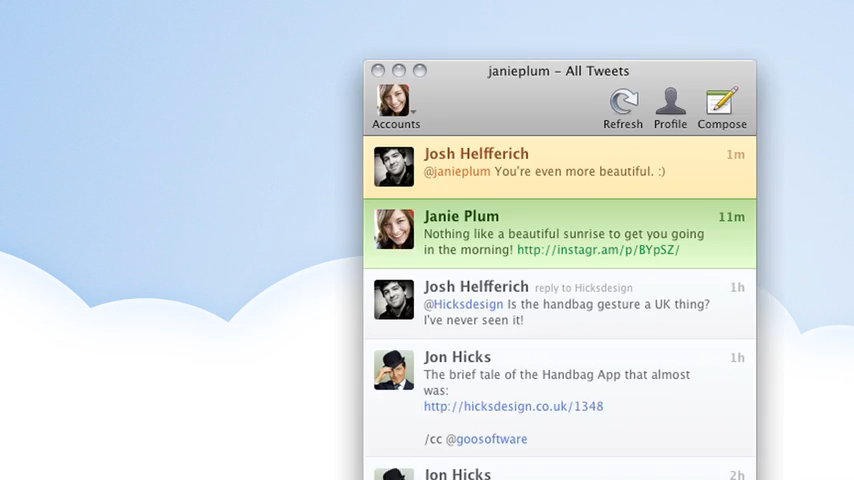 janieplum – All Tweets
Accounts
Refresh Profile Compose
Josh Helfferich 1m
@janieplum You're even more beautiful. :)
Janie Plum 11m
Nothing like a beautiful sunrise to get you going
in the morning! http://instagr.am/p/BYpSZ/
Josh Helfferich reply to Hicksdesign 1h
@Hicksdesign Is the handbag gesture a UK thing?
I've never seen it!
Jon Hicks 1h
The brief tale of the Handbag App that almost
was:
http://hicksdesign.co.uk/1348
/cc @goosoftware
Jon Hicks 2h